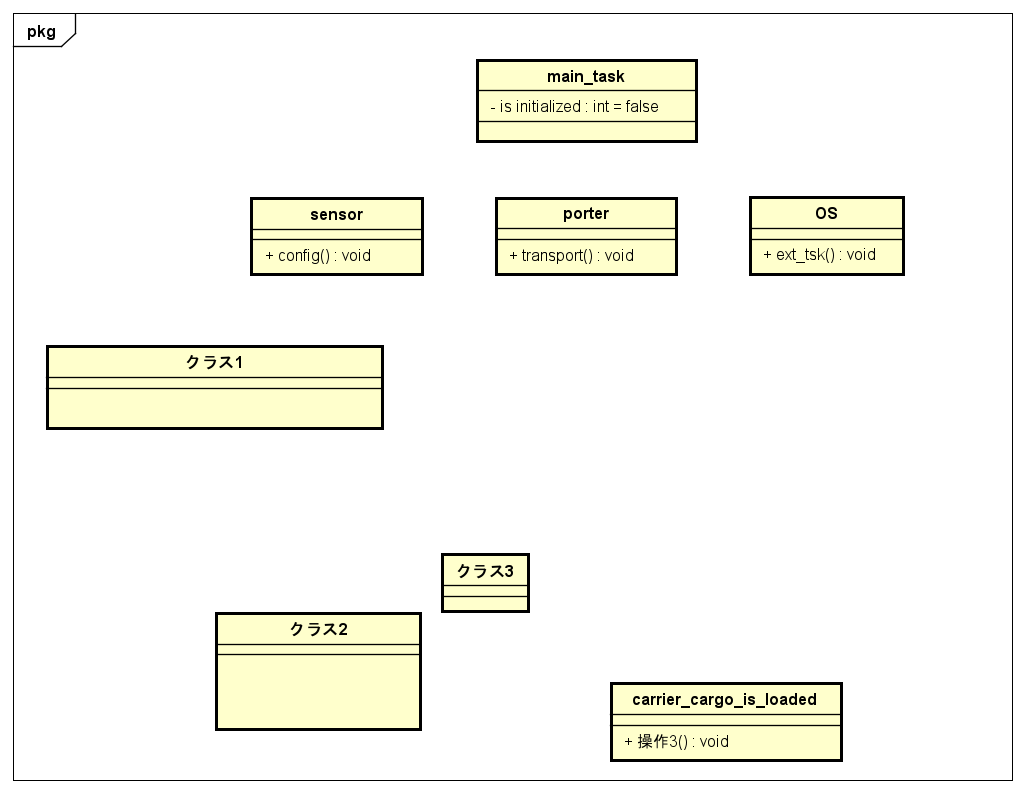 pkg
main_task
- is initialized : int = false
sensor
+ config() : void
porter
+ transport() : void
OS
+ ext_tsk() : void
クラス1
クラス3
クラス2
carrier_cargo_is_loaded
+ 操作3() : void